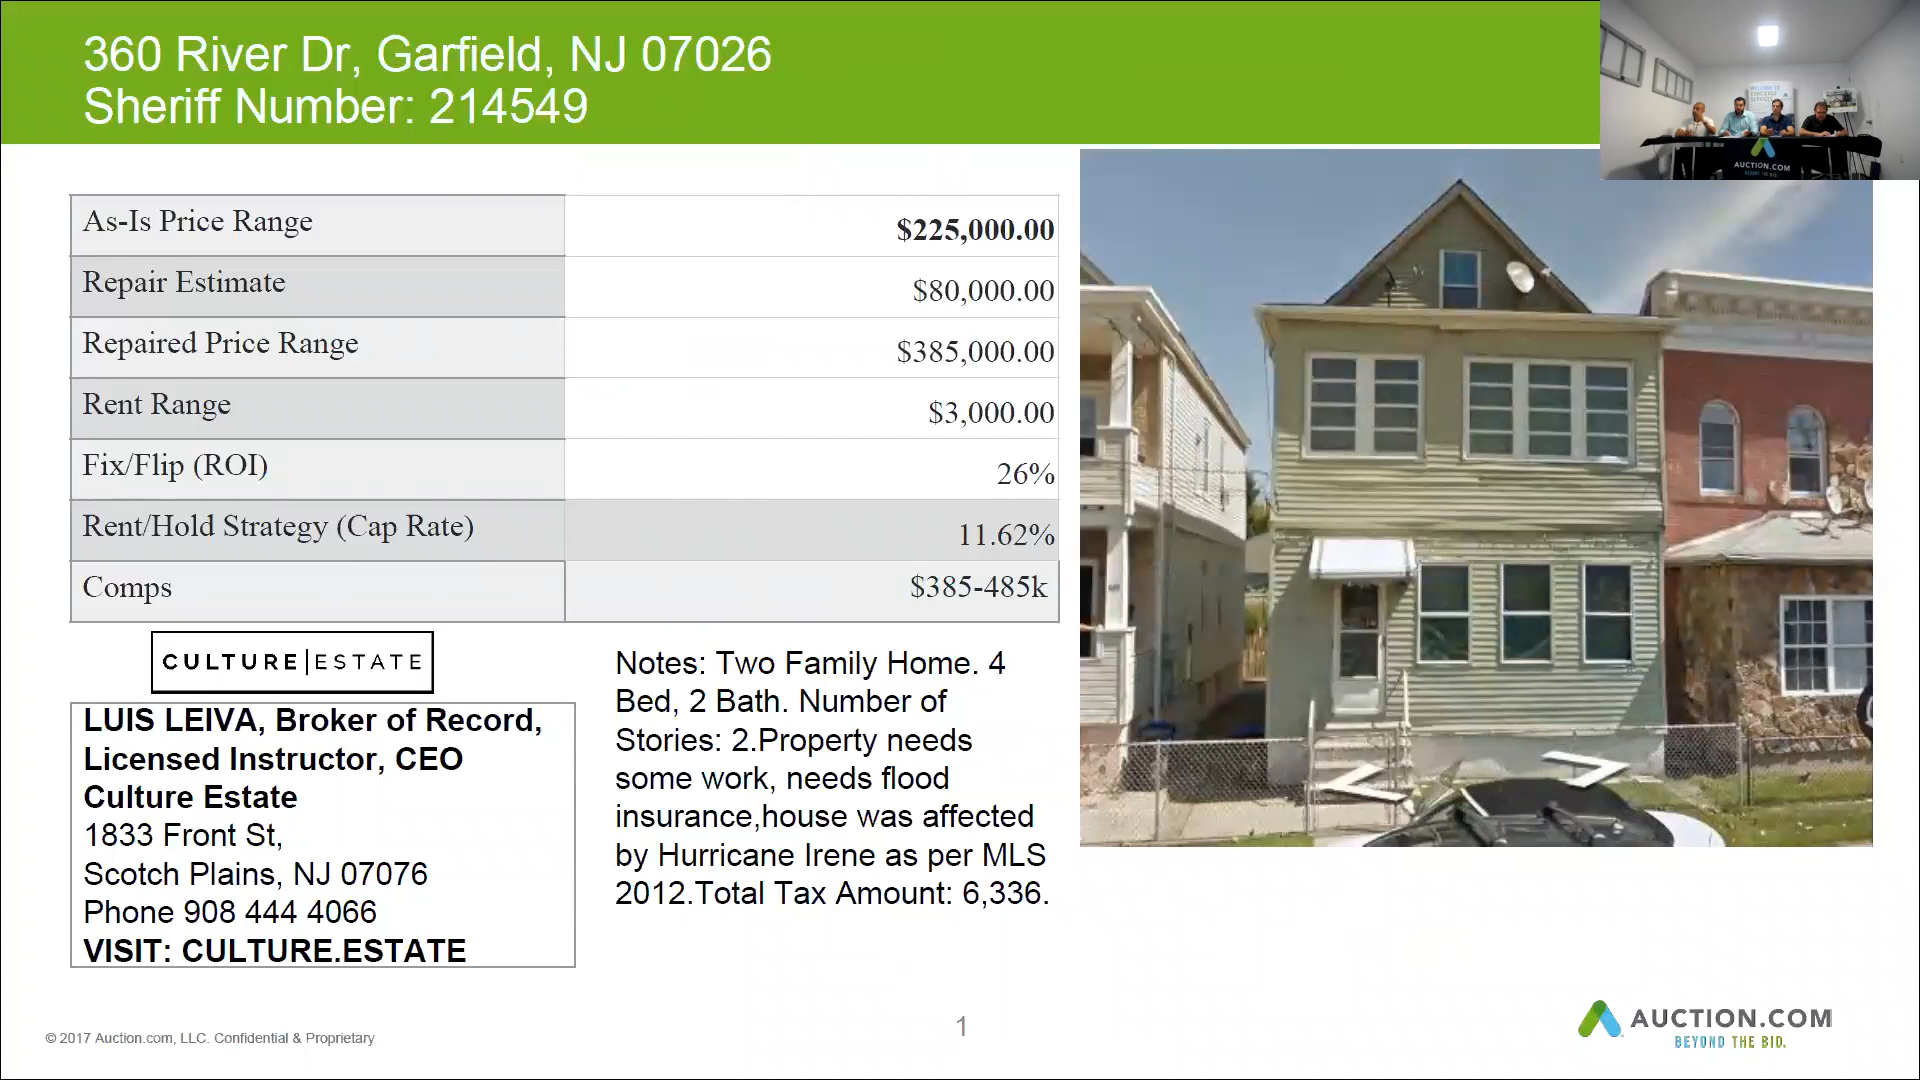 360 River Dr, Garfield, NJ 07026
Sheriff Number: 214549
AUCTION.COM
As-Is Price Range $225,000.00
Repair Estimate $80,000.00
Repaired Price Range $385,000.00
Rent Range $3,000.00
Fix/Flip (ROI) 26%
Rent/Hold Strategy (Cap Rate) 11.62%
Comps $385-485k
CULTURE|ESTATE
LUIS LEIVA, Broker of Record,
Licensed Instructor, CEO
Culture Estate
1833 Front St,
Scotch Plains, NJ 07076
Phone 908 444 4066
VISIT: CULTURE.ESTATE
Notes: Two Family Home. 4
Bed, 2 Bath. Number of
Stories: 2.Property needs
some work, needs flood
insurance,house was affected
by Hurricane Irene as per MLS
2012.Total Tax Amount: 6,336.
© 2017 Auction.com, LLC. Confidential & Proprietary
1
AUCTION.COM
BEYOND THE BID.